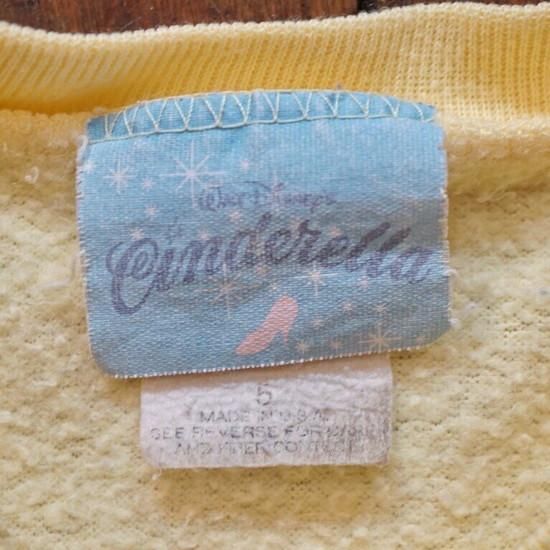 Walt Disney's
Cinderella
5
MADE IN U.S.A.
SEE REVERSE FOR
AND FIBER CONTENT